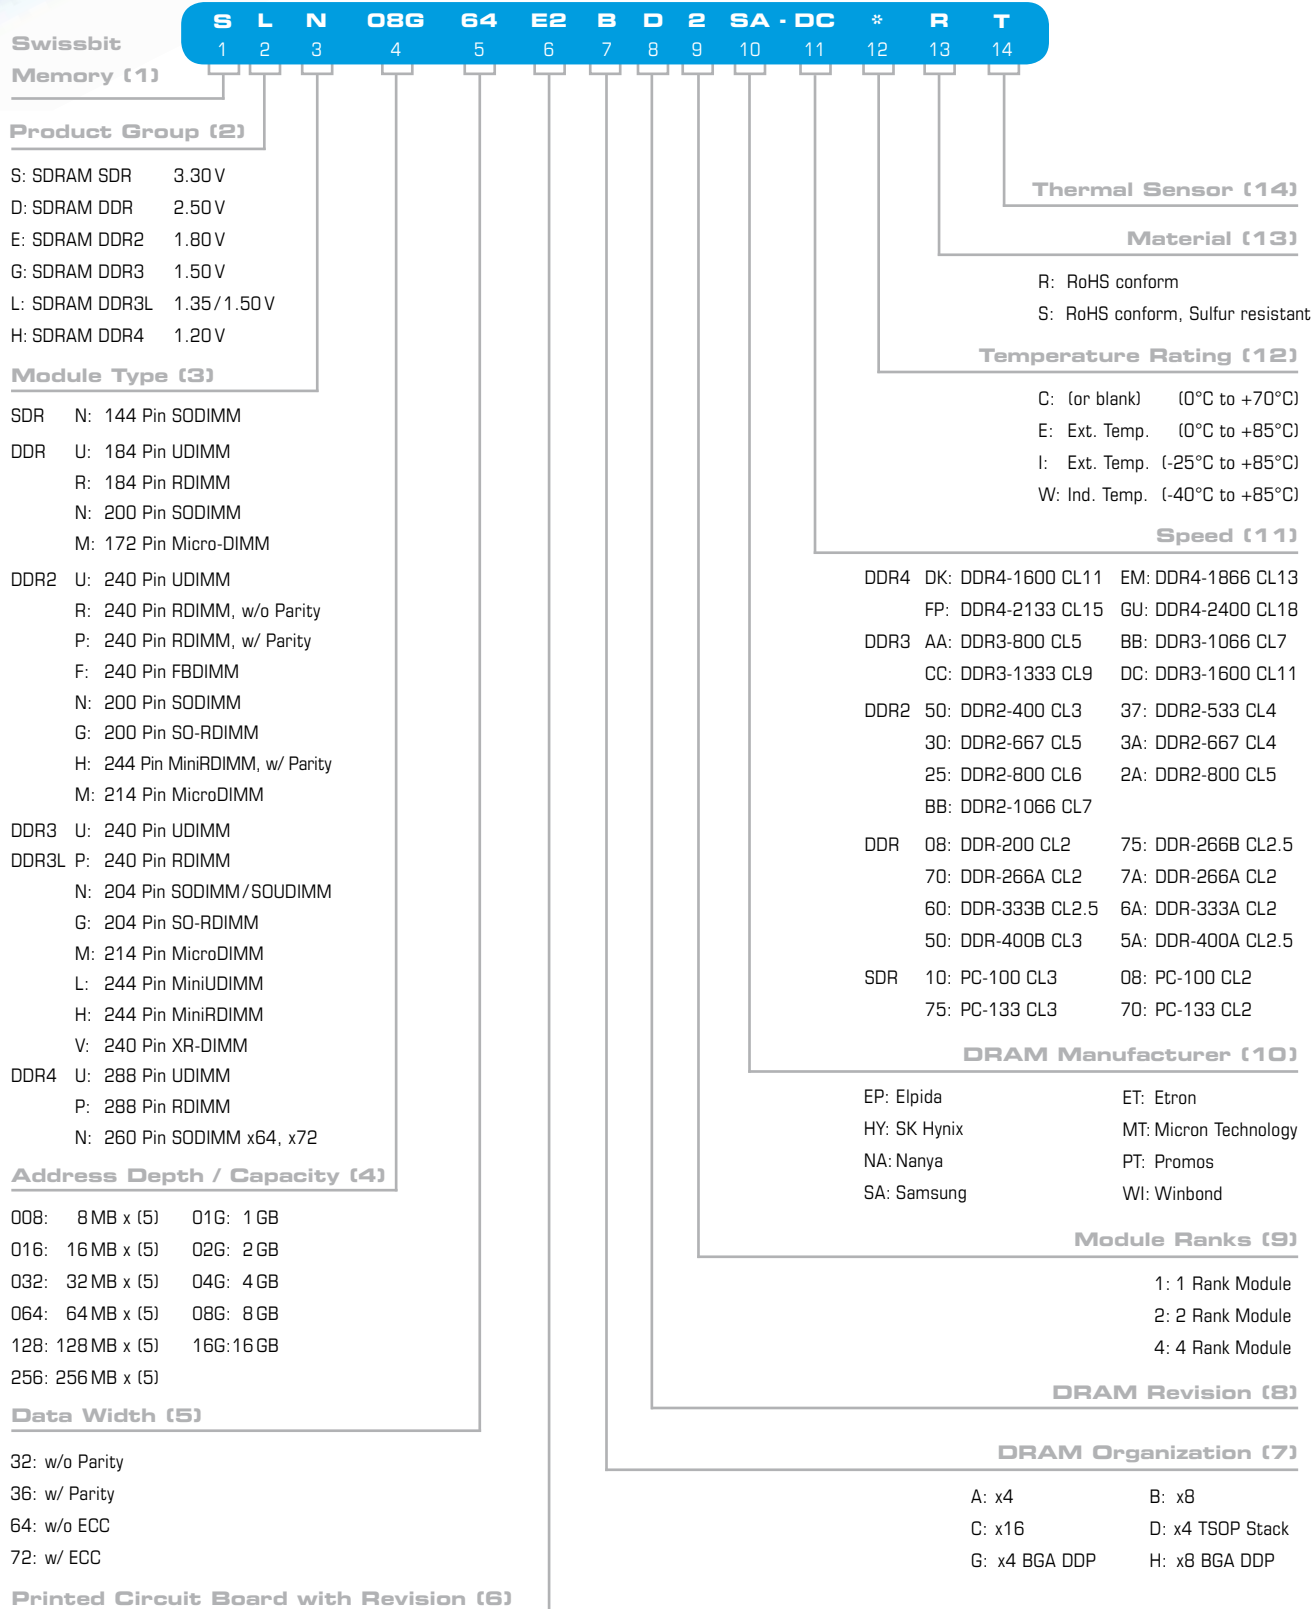 S L N 08G 64 E2 B D 2 SA - DC * R T
1 2 3 4 5 6 7 8 9 10 11 12 13 14
Swissbit
Memory (1)
Product Group (2)
S: SDRAM SDR 3.30 V
D: SDRAM DDR 2.50 V
E: SDRAM DDR2 1.80 V
G: SDRAM DDR3 1.50 V
L: SDRAM DDR3L 1.35/1.50 V
H: SDRAM DDR4 1.20 V
Module Type (3)
SDR N: 144 Pin SODIMM
DDR U: 184 Pin UDIMM
R: 184 Pin RDIMM
N: 200 Pin SODIMM
M: 172 Pin Micro-DIMM
DDR2 U: 240 Pin UDIMM
R: 240 Pin RDIMM, w/o Parity
P: 240 Pin RDIMM, w/ Parity
F: 240 Pin FBDIMM
N: 200 Pin SODIMM
G: 200 Pin SO-RDIMM
H: 244 Pin MiniRDIMM, w/ Parity
M: 214 Pin MicroDIMM
DDR3 U: 240 Pin UDIMM
DDR3L P: 240 Pin RDIMM
N: 204 Pin SODIMM/SOUDIMM
G: 204 Pin SO-RDIMM
M: 214 Pin MicroDIMM
L: 244 Pin MiniUDIMM
H: 244 Pin MiniRDIMM
V: 240 Pin XR-DIMM
DDR4 U: 288 Pin UDIMM
P: 288 Pin RDIMM
N: 260 Pin SODIMM x64, x72
Address Depth / Capacity (4)
008: 8 MB x (5) 01G: 1 GB
016: 16 MB x (5) 02G: 2 GB
032: 32 MB x (5) 04G: 4 GB
064: 64 MB x (5) 08G: 8 GB
128: 128 MB x (5) 16G: 16 GB
256: 256 MB x (5)
Data Width (5)
32: w/o Parity
36: w/ Parity
64: w/o ECC
72: w/ ECC
Printed Circuit Board with Revision (6)
Thermal Sensor (14)
Material (13)
R: RoHS conform
S: RoHS conform, Sulfur resistant
Temperature Rating (12)
C: (or blank) (0°C to +70°C)
E: Ext. Temp. (0°C to +85°C)
I: Ext. Temp. (-25°C to +85°C)
W: Ind. Temp. (-40°C to +85°C)
Speed (11)
DDR4 DK: DDR4-1600 CL11 EM: DDR4-1866 CL13
FP: DDR4-2133 CL15 GU: DDR4-2400 CL18
DDR3 AA: DDR3-800 CL5 BB: DDR3-1066 CL7
CC: DDR3-1333 CL9 DC: DDR3-1600 CL11
DDR2 50: DDR2-400 CL3 37: DDR2-533 CL4
30: DDR2-667 CL5 3A: DDR2-667 CL4
25: DDR2-800 CL6 2A: DDR2-800 CL5
BB: DDR2-1066 CL7
DDR 08: DDR-200 CL2 75: DDR-266B CL2.5
70: DDR-266A CL2 7A: DDR-266A CL2
60: DDR-333B CL2.5 6A: DDR-333A CL2
50: DDR-400B CL3 5A: DDR-400A CL2.5
SDR 10: PC-100 CL3 08: PC-100 CL2
75: PC-133 CL3 70: PC-133 CL2
DRAM Manufacturer (10)
EP: Elpida ET: Etron
HY: SK Hynix MT: Micron Technology
NA: Nanya PT: Promos
SA: Samsung WI: Winbond
Module Ranks (9)
1: 1 Rank Module
2: 2 Rank Module
4: 4 Rank Module
DRAM Revision (8)
DRAM Organization (7)
A: x4 B: x8
C: x16 D: x4 TSOP Stack
G: x4 BGA DDP H: x8 BGA DDP